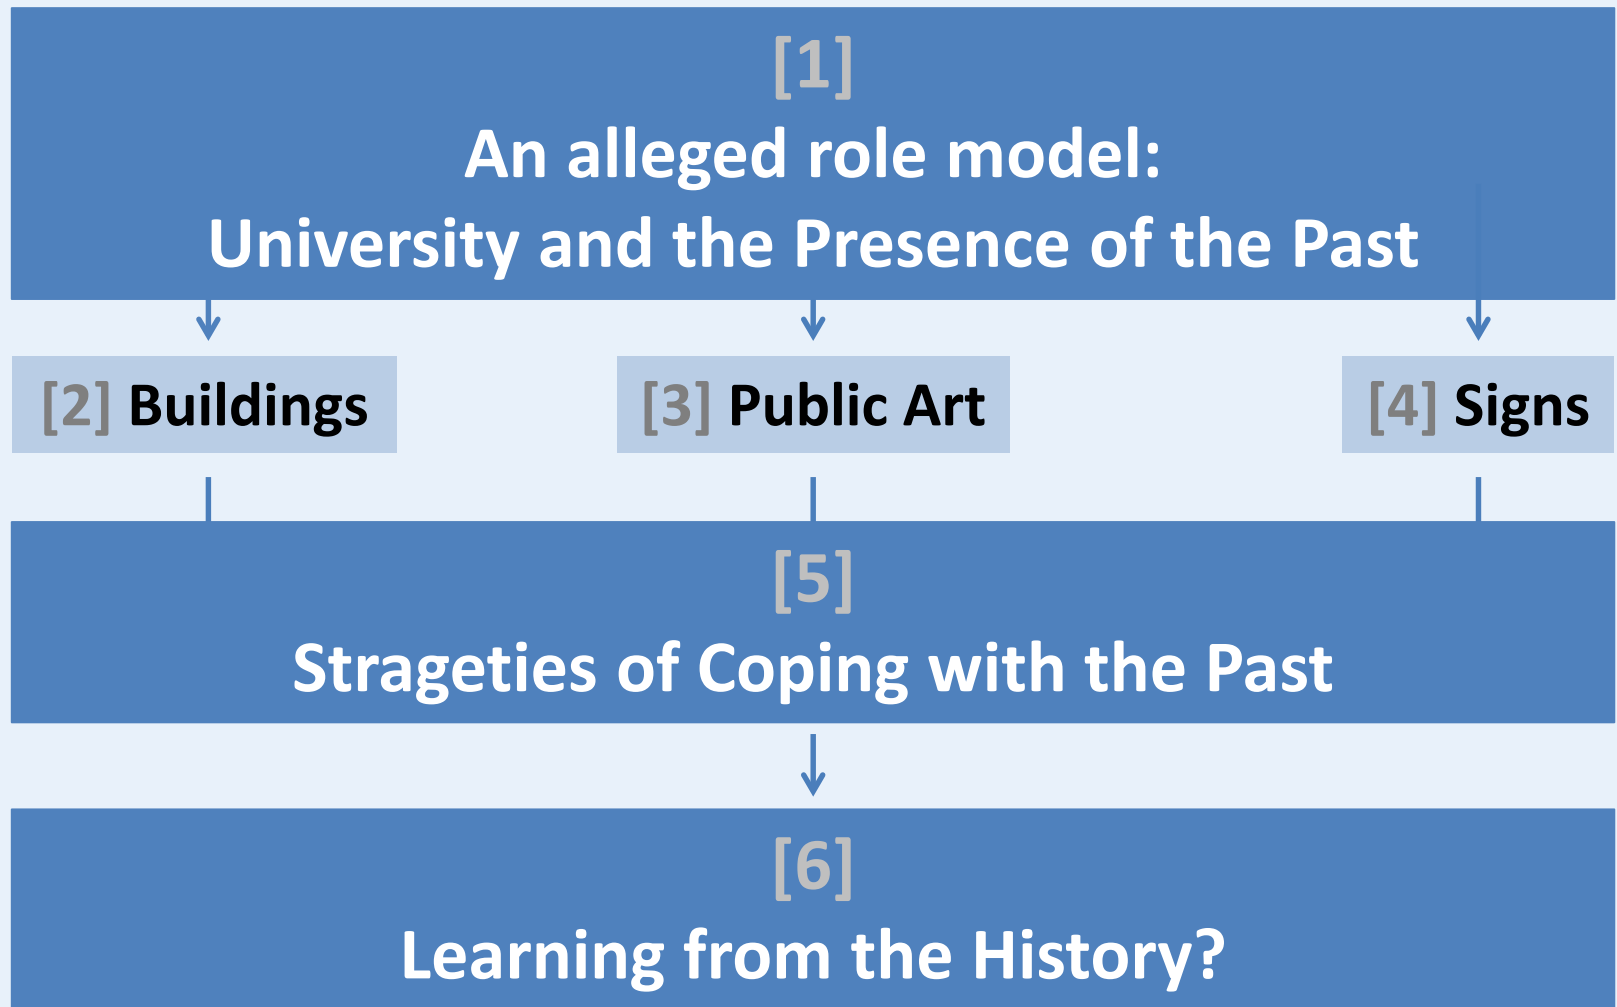 [1]
An alleged role model:
University and the Presence of the Past
[2] Buildings
[3] Public Art
[4] Signs
[5]
Strageties of Coping with the Past
[6]
Learning from the History?